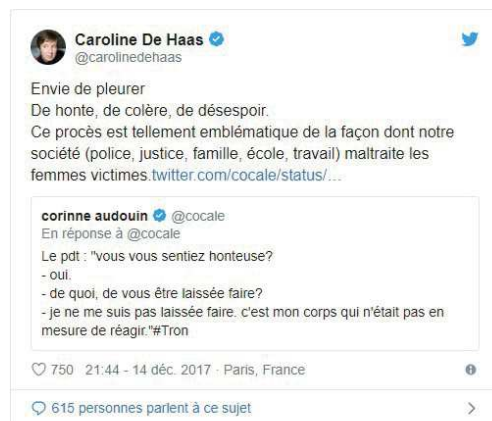 Caroline De Haas
@carolinedehaas
Envie de pleurer
De honte, de colère, de désespoir.
Ce procès est tellement emblématique de la façon dont notre
société (police, justice, famille, école, travail) maltraite les
femmes victimes.twitter.com/cocale/status/…
corinne audouin @cocale
En réponse à @cocale
Le pdt : "vous vous sentiez honteuse?
- oui.
- de quoi, de vous être laissée faire?
- je ne me suis pas laissée faire. c'est mon corps qui n'était pas en
mesure de réagir."#Tron
750 21:44 - 14 déc. 2017 · Paris, France
615 personnes parlent à ce sujet